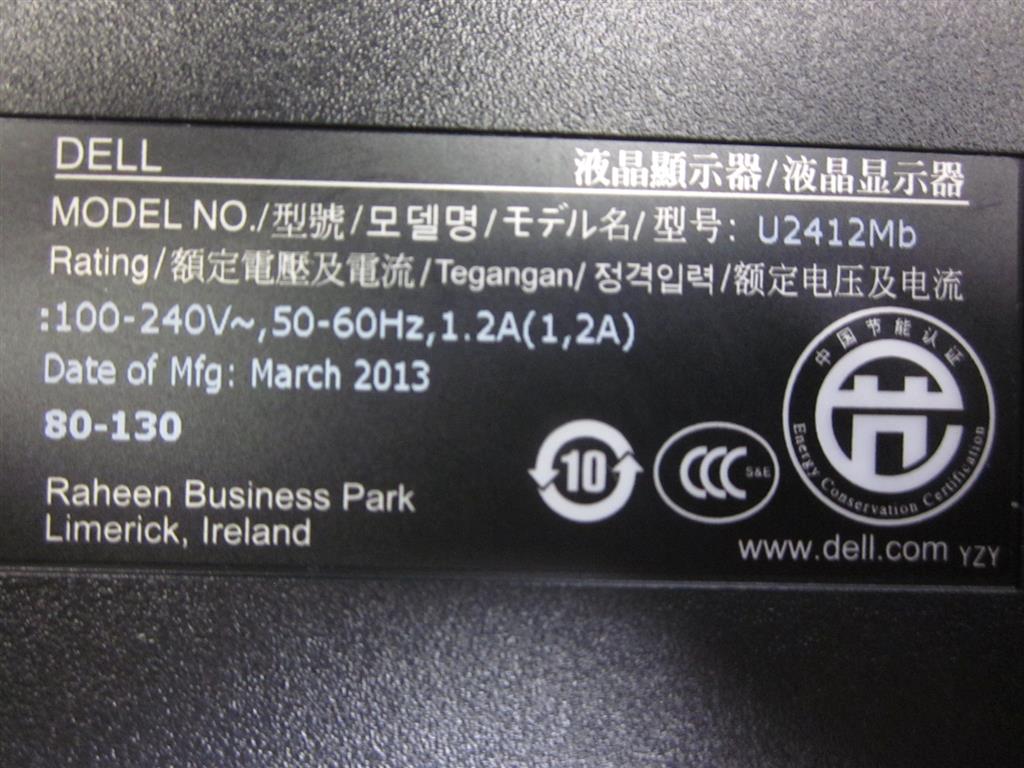 DELL
液晶顯示器/液晶显示器
MODEL NO./型號/모델명/モデル名/型号: U2412Mb
Rating/額定電壓及電流/Tegangan/정격입력/额定电压及电流
:100-240V~,50-60Hz,1.2A(1,2A)
Date of Mfg: March 2013
80-130
Raheen Business Park
Limerick, Ireland
10
CCC S&E
中国节能认证
节
Energy Conservation Certification
www.dell.com YZY